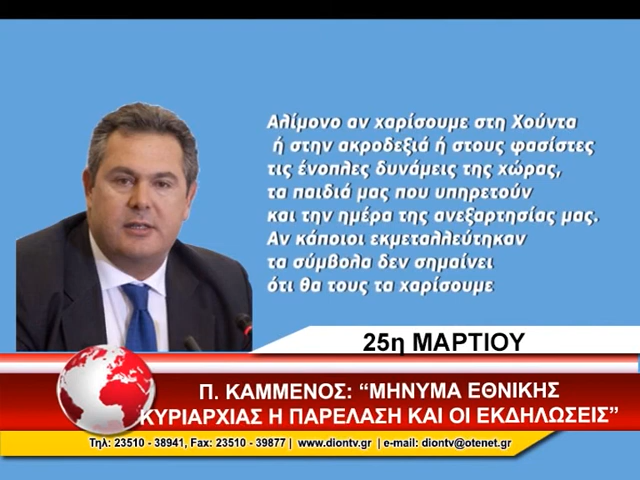 Αλίμονο αν χαρίσουμε στη Χούντα
ή στην ακροδεξιά ή στους φασίστες
τις ένοπλες δυνάμεις της χώρας,
τα παιδιά μας που υπηρετούν
και την ημέρα της ανεξαρτησίας μας.
Αν κάποιοι εκμεταλλεύτηκαν
τα σύμβολα δεν σημαίνει
ότι θα τους τα χαρίσουμε
25η ΜΑΡΤΙΟΥ
Π. ΚΑΜΜΕΝΟΣ: “ΜΗΝΥΜΑ ΕΘΝΙΚΗΣ
ΚΥΡΙΑΡΧΙΑΣ Η ΠΑΡΕΛΑΣΗ ΚΑΙ ΟΙ ΕΚΔΗΛΩΣΕΙΣ”
Τηλ: 23510 - 38941, Fax: 23510 - 39877 | www.diontv.gr | e-mail: diontv@otenet.gr